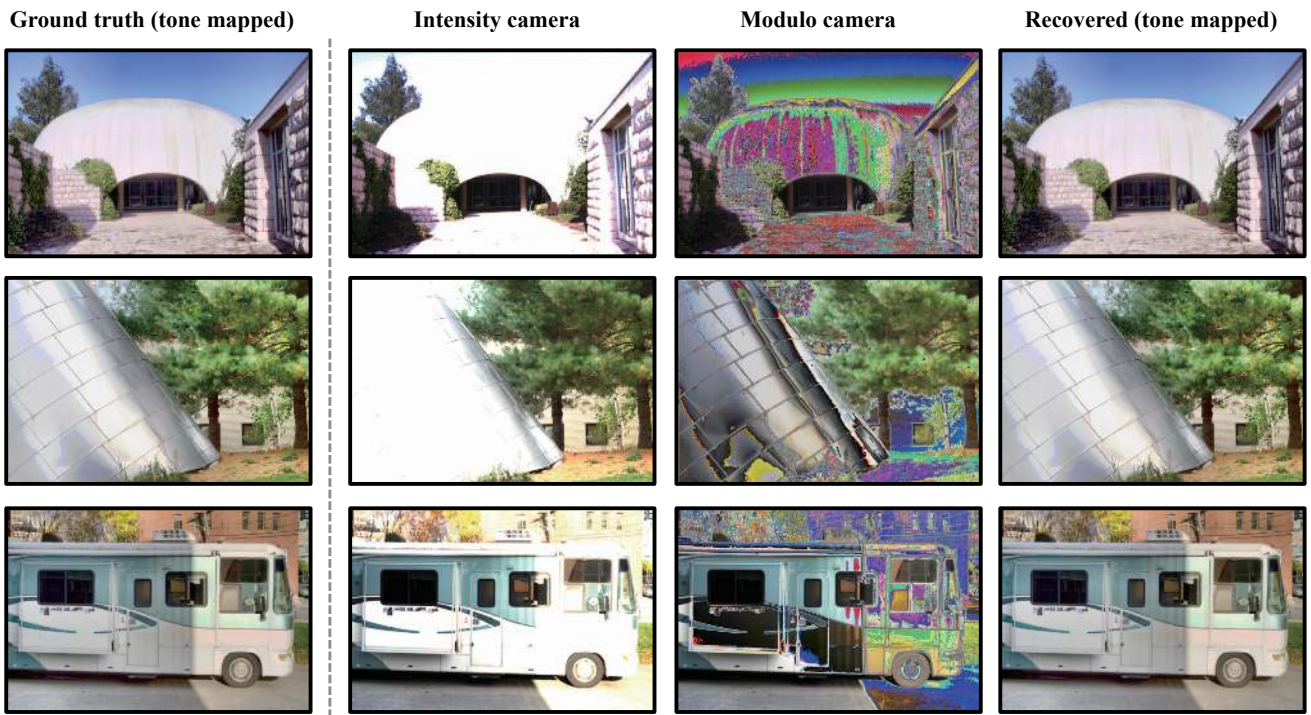 Ground truth (tone mapped)
Intensity camera
Modulo camera
Recovered (tone mapped)